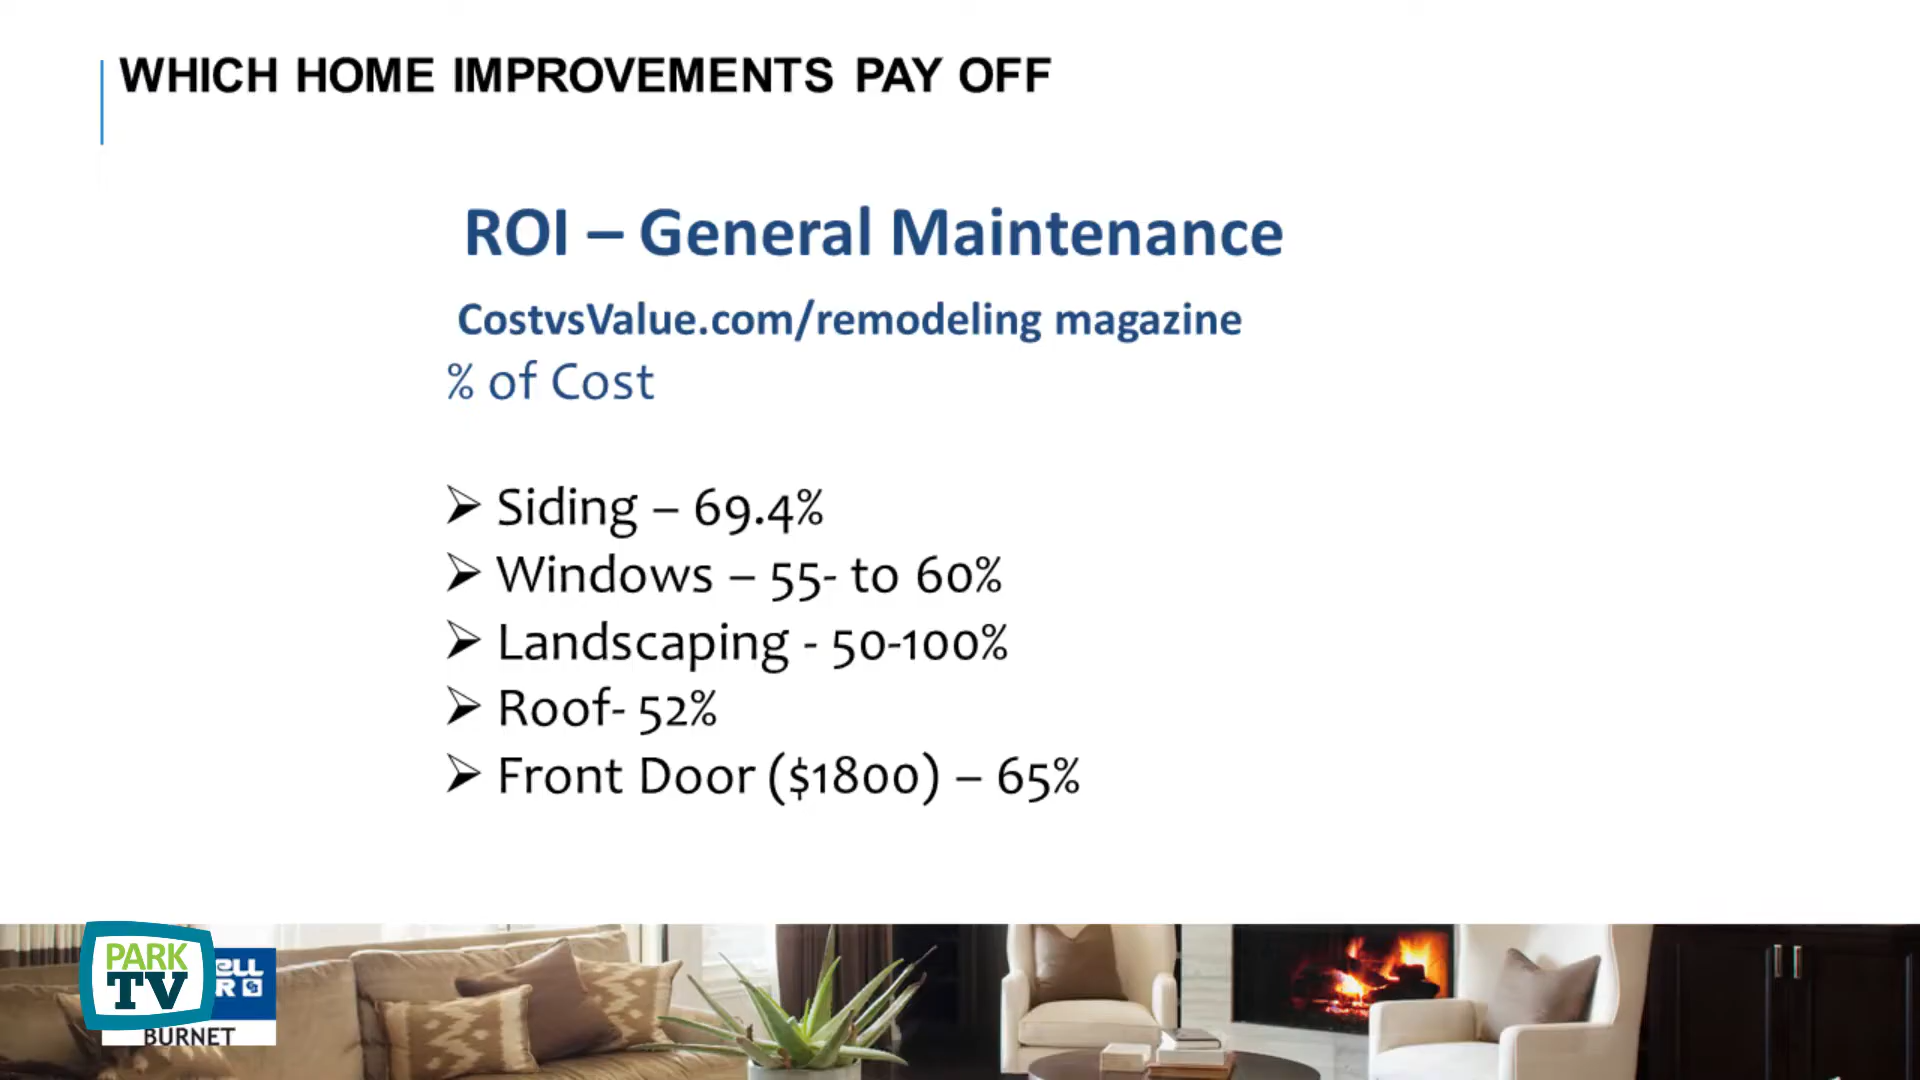 WHICH HOME IMPROVEMENTS PAY OFF
ROI – General Maintenance
CostvsValue.com/remodeling magazine
% of Cost
Siding – 69.4%
Windows – 55- to 60%
Landscaping - 50-100%
Roof- 52%
Front Door ($1800) – 65%
PARK
TV
BURNET